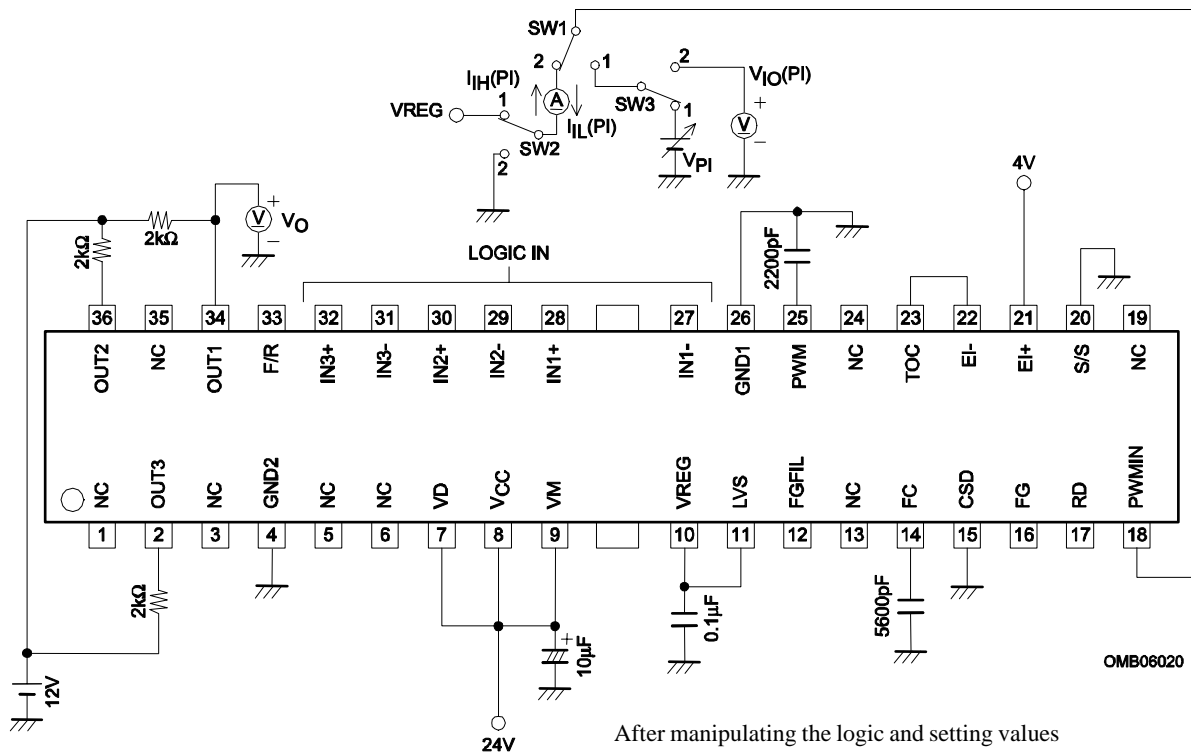 SW1
2
1
2
I_IH(PI)
V_IO(PI)
+
1
A
SW3
1
VREG
V
SW2
I_IL(PI)
V_PI
-
2
4V
+
V
V_O
-
2kΩ
2kΩ
LOGIC IN
2200pF
36 35 34 33 32 31 30 29 28 27 26 25 24 23 22 21 20 19
OUT2 NC OUT1 F/R IN3+ IN3- IN2+ IN2- IN1+ IN1- GND1 PWM NC TOC EI- EI+ S/S NC
NC OUT3 NC GND2 NC NC VD VCC VM VREG LVS FGFIL NC FC CSD FG RD PWMIN
1 2 3 4 5 6 7 8 9 10 11 12 13 14 15 16 17 18
2kΩ
+
10μF
0.1μF
5600pF
OMB06020
12V
24V
After manipulating the logic and setting values